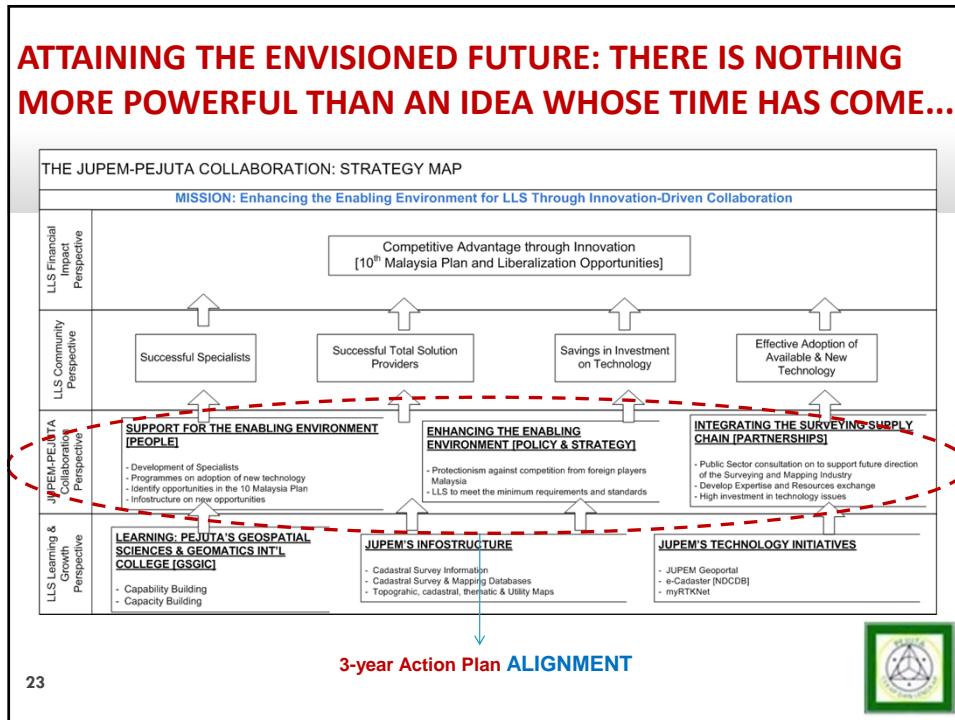 ATTAINING THE ENVISIONED FUTURE: THERE IS NOTHING
MORE POWERFUL THAN AN IDEA WHOSE TIME HAS COME...
THE JUPEM-PEJUTA COLLABORATION: STRATEGY MAP
MISSION: Enhancing the Enabling Environment for LLS Through Innovation-Driven Collaboration
LLS Financial
Impact
Perspective
Competitive Advantage through Innovation
[10th Malaysia Plan and Liberalization Opportunities]
LLS Community
Perspective
Successful Specialists
Successful Total Solution
Providers
Savings in Investment
on Technology
Effective Adoption of
Available & New
Technology
JUPEM-PEJUTA
Collaboration
Perspective
SUPPORT FOR THE ENABLING ENVIRONMENT
[PEOPLE]
- Development of Specialists
- Programmes on adoption of new technology
- Identify opportunities in the 10 Malaysia Plan
- Infostructure on new opportunities
ENHANCING THE ENABLING
ENVIRONMENT [POLICY & STRATEGY]
- Protectionism against competition from foreign players
Malaysia
- LLS to meet the minimum requirements and standards
INTEGRATING THE SURVEYING SUPPLY
CHAIN [PARTNERSHIPS]
- Public Sector consultation on to support future direction
of the Surveying and Mapping Industry
- Develop Expertise and Resources exchange
- High investment in technology issues
LLS Learning &
Growth
Perspective
LEARNING: PEJUTA'S GEOSPATIAL
SCIENCES & GEOMATICS INT'L
COLLEGE [GSGIC]
- Capability Building
- Capacity Building
JUPEM'S INFOSTRUCTURE
- Cadastral Survey Information
- Cadastral Survey & Mapping Databases
- Topograhic, cadastral, thematic & Utility Maps
JUPEM'S TECHNOLOGY INITIATIVES
- JUPEM Geoportal
- e-Cadaster [NDCDB]
- myRTKNet
3-year Action Plan ALIGNMENT
23
PEJUTA